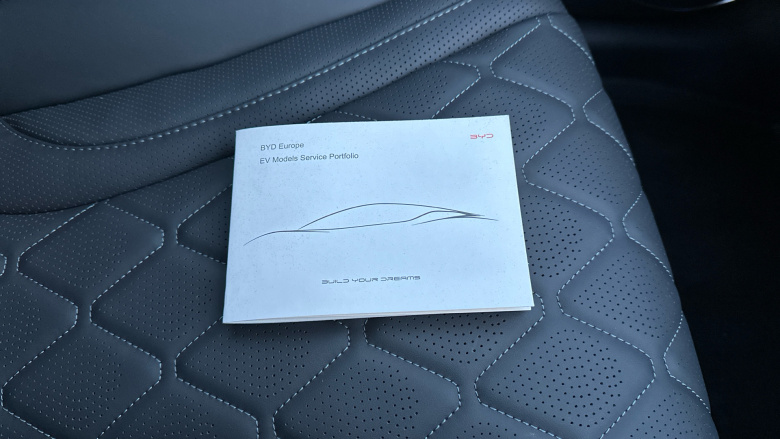 BYD
BYD Europe
EV Models Service Portfolio
BUILD YOUR DREAMS